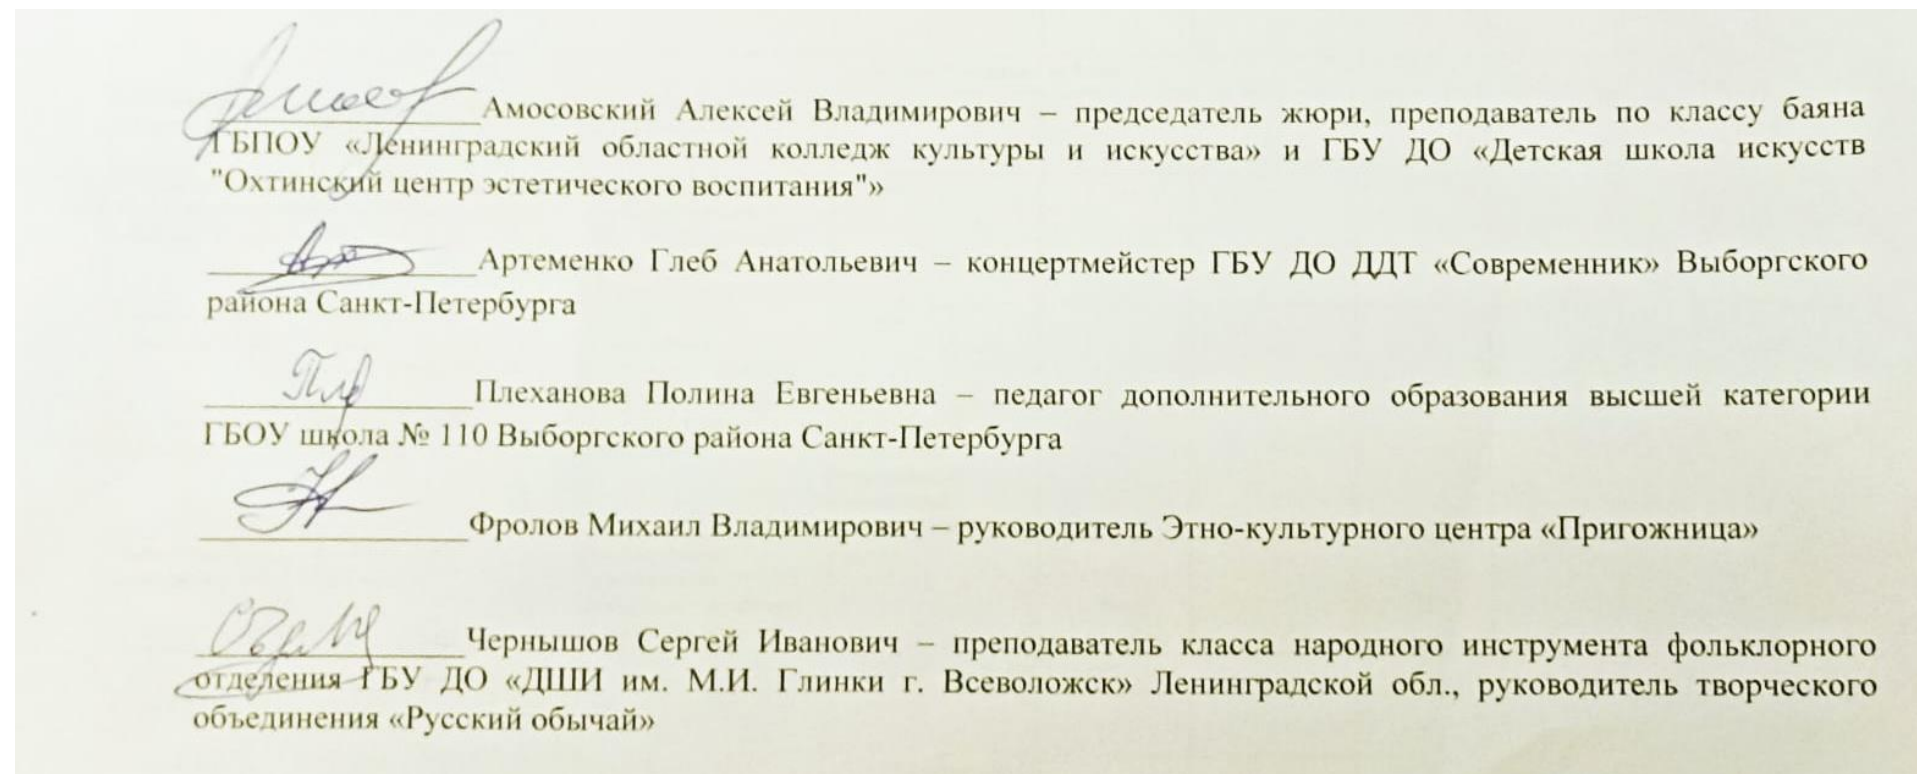 Амосовский Алексей Владимирович – председатель жюри, преподаватель по классу баяна
ГБПОУ «Ленинградский областной колледж культуры и искусства» и ГБУ ДО «Детская школа искусств
"Охтинский центр эстетического воспитания"»
Артеменко Глеб Анатольевич – концертмейстер ГБУ ДО ДДТ «Современник» Выборгского
района Санкт-Петербурга
Плеханова Полина Евгеньевна – педагог дополнительного образования высшей категории
ГБОУ школа № 110 Выборгского района Санкт-Петербурга
Фролов Михаил Владимирович – руководитель Этно-культурного центра «Пригожница»
Чернышов Сергей Иванович – преподаватель класса народного инструмента фольклорного
отделения ГБУ ДО «ДШИ им. М.И. Глинки г. Всеволожск» Ленинградской обл., руководитель творческого
объединения «Русский обычай»